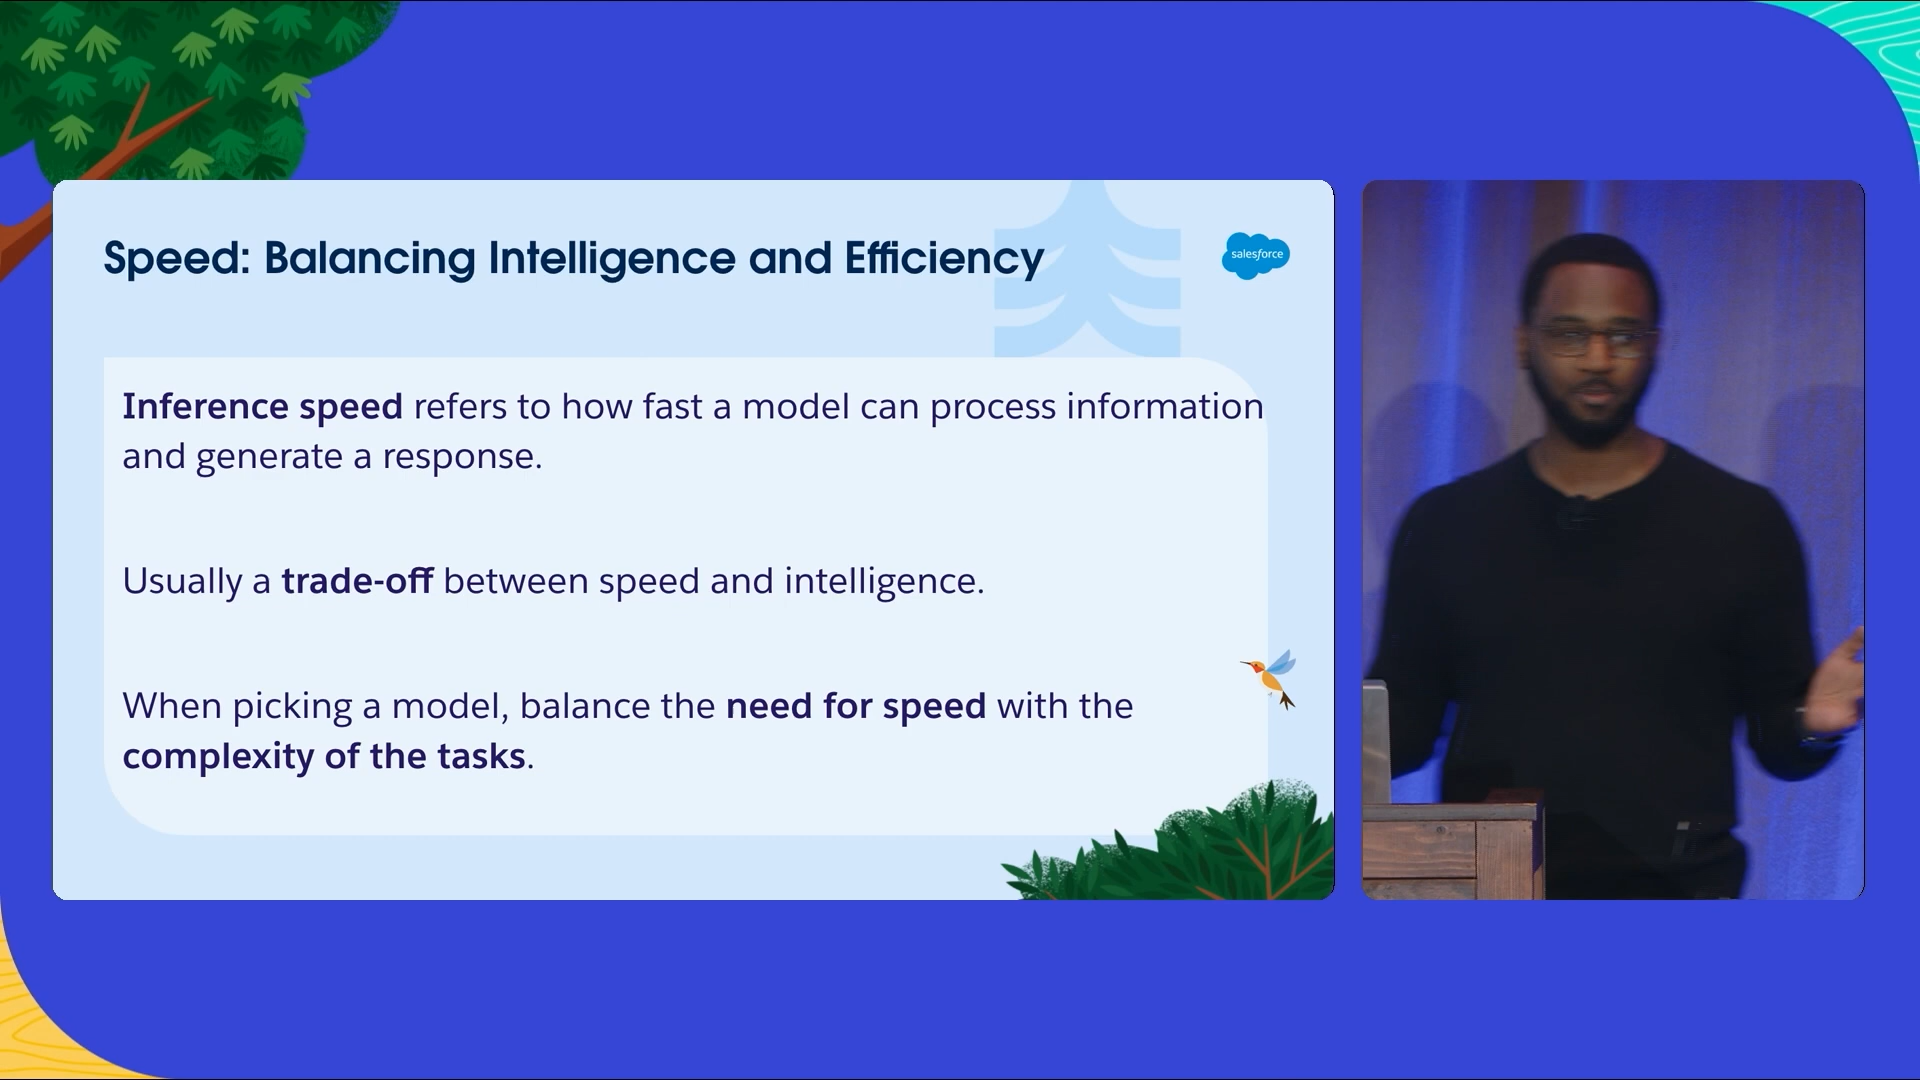 Speed: Balancing Intelligence and Efficiency
salesforce
Inference speed refers to how fast a model can process information
and generate a response.
Usually a trade-off between speed and intelligence.
When picking a model, balance the need for speed with the
complexity of the tasks.